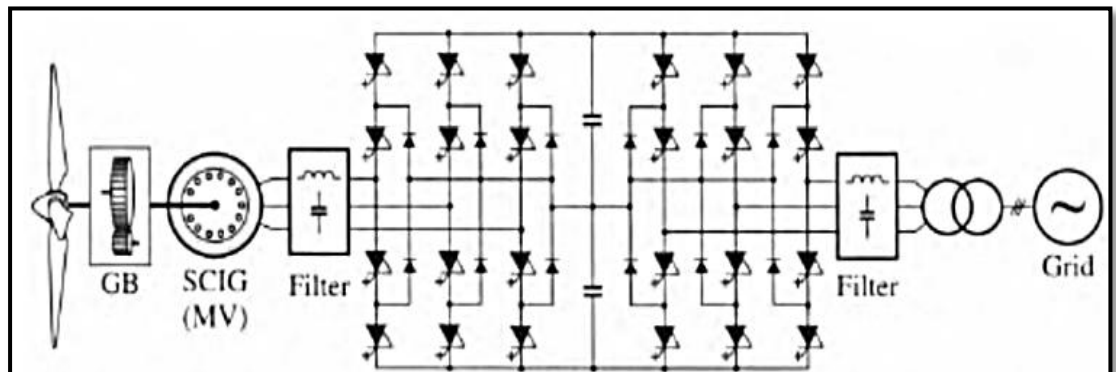 GB
SCIG
(MV)
Filter
Filter
Grid